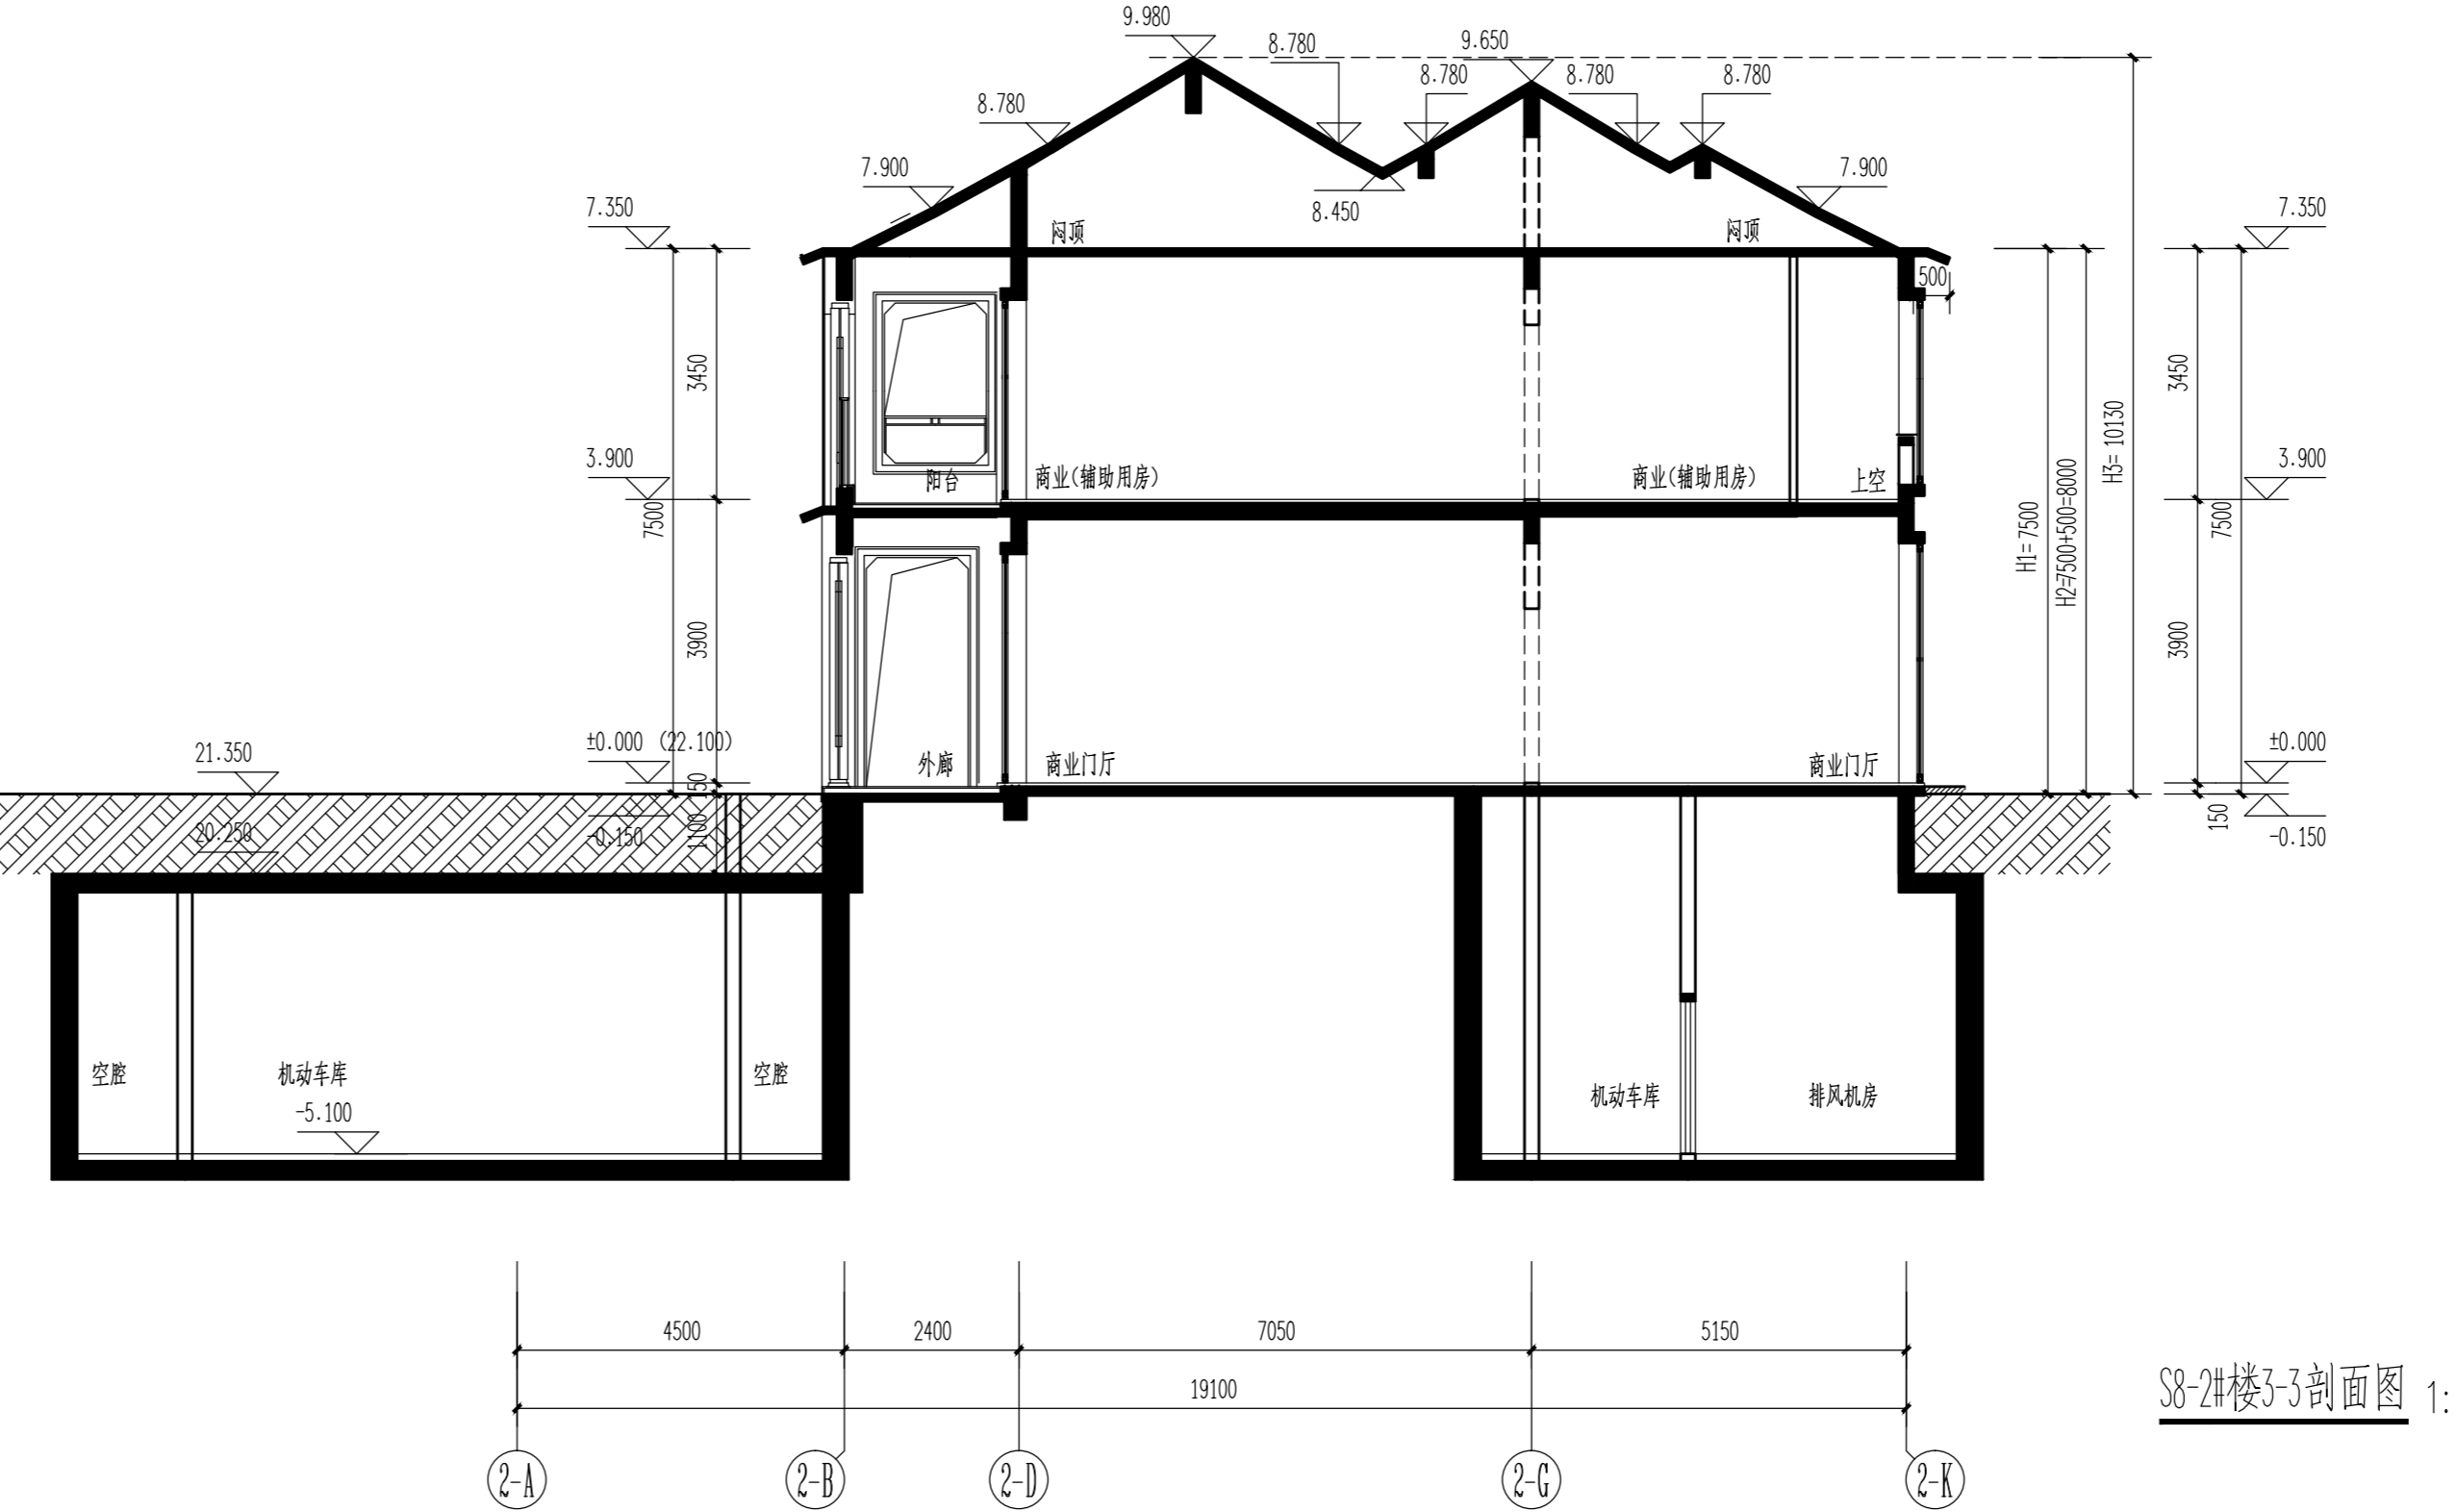 9.980
8.780
9.650
8.780
8.780
8.780
8.780
7.900
7.900
8.450
7.350
7.350
闷顶
闷顶
500
3450
3450
H3= 10130
3.900
3.900
阳台
商业(辅助用房)
商业(辅助用房)
上空
7500
H1= 7500
H2=7500+500=8000
7500
3900
3900
21.350
±0.000 (22.100)
±0.000
外廊
商业门厅
商业门厅
150
150
20.250
-0.150
1100
-0.150
空腔
机动车库
空腔
机动车库
排风机房
-5.100
4500
2400
7050
5150
19100
S8-2#楼3-3剖面图 1:
2-A
2-B
2-D
2-G
2-K